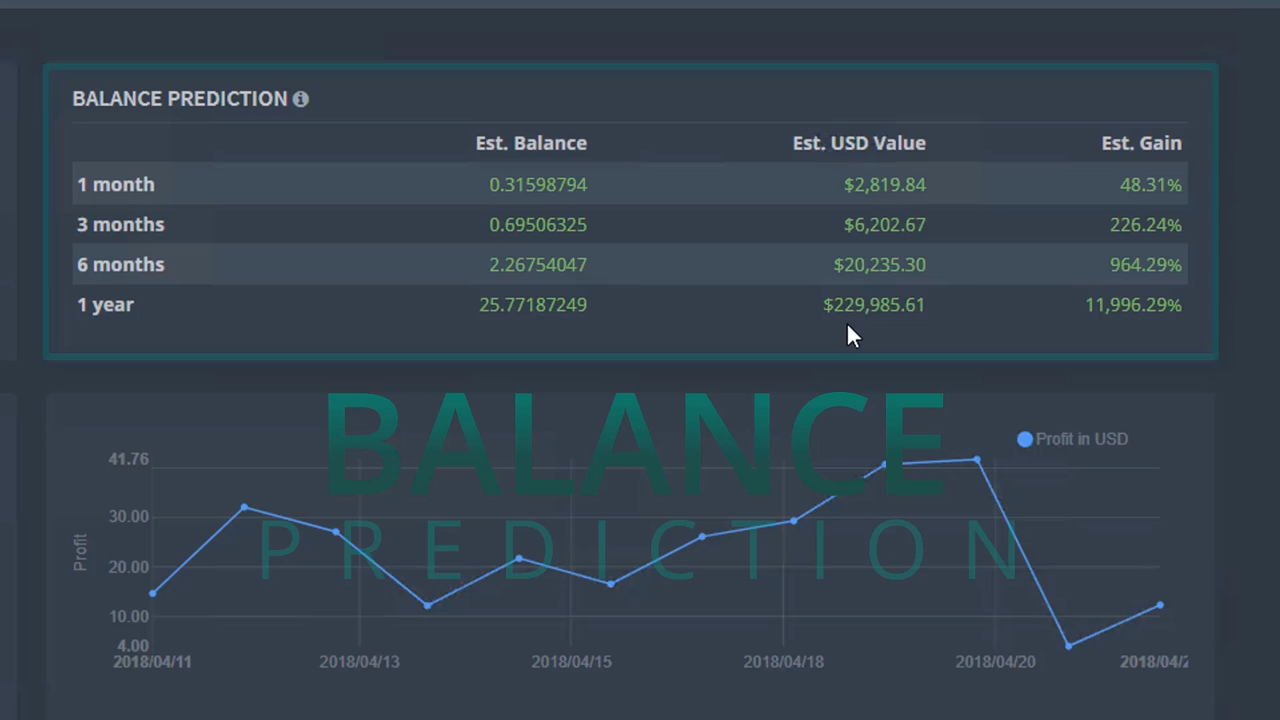 BALANCE PREDICTION
Est. Balance Est. USD Value Est. Gain
1 month 0.31598794 $2,819.84 48.31%
3 months 0.69506325 $6,202.67 226.24%
6 months 2.26754047 $20,235.30 964.29%
1 year 25.77187249 $229,985.61 11,996.29%
BALANCE
PREDICTION
Profit in USD
Profit
41.76
30.00
20.00
10.00
4.00
2018/04/11 2018/04/13 2018/04/15 2018/04/18 2018/04/20 2018/04/2